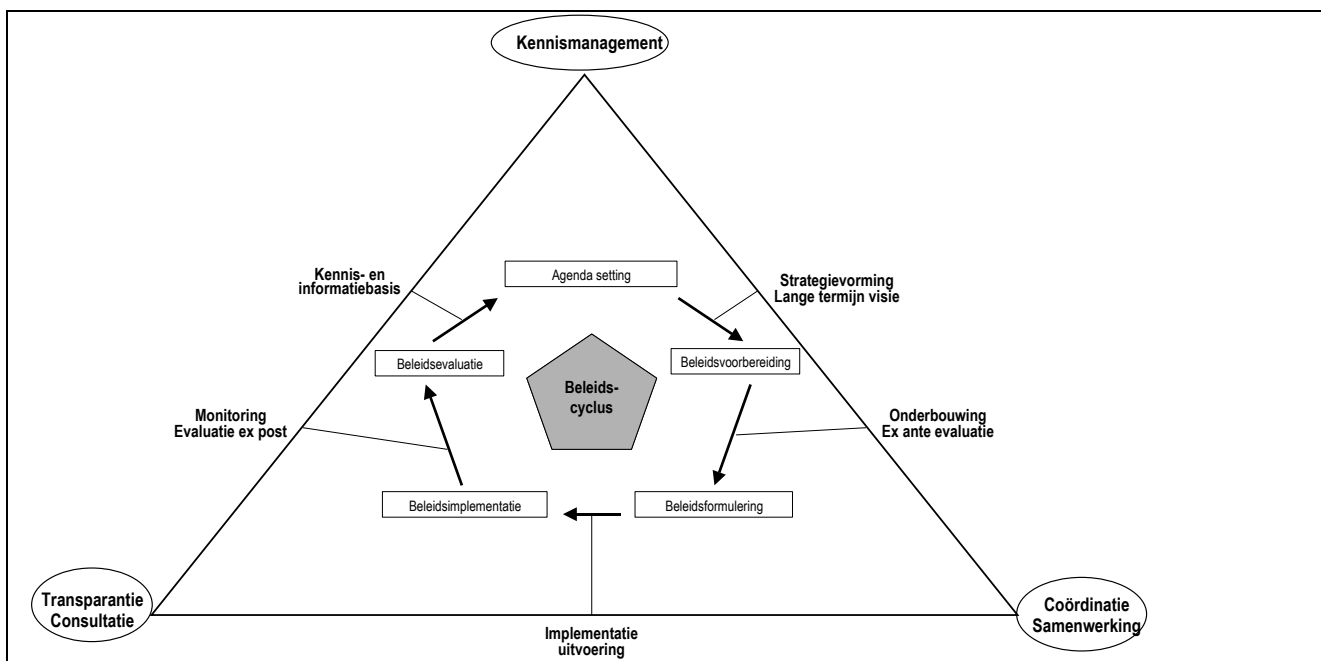 Kennismanagement
Kennis- en
informatiebasis
Agenda setting
Strategievorming
Lange termijn visie
Beleidsevaluatie
Beleids-
cyclus
Beleidsvoorbereiding
Monitoring
Evaluatie ex post
Onderbouwing
Ex ante evaluatie
Beleidsimplementatie
Beleidsformulering
Transparantie
Consultatie
Implementatie
uitvoering
Coördinatie
Samenwerking